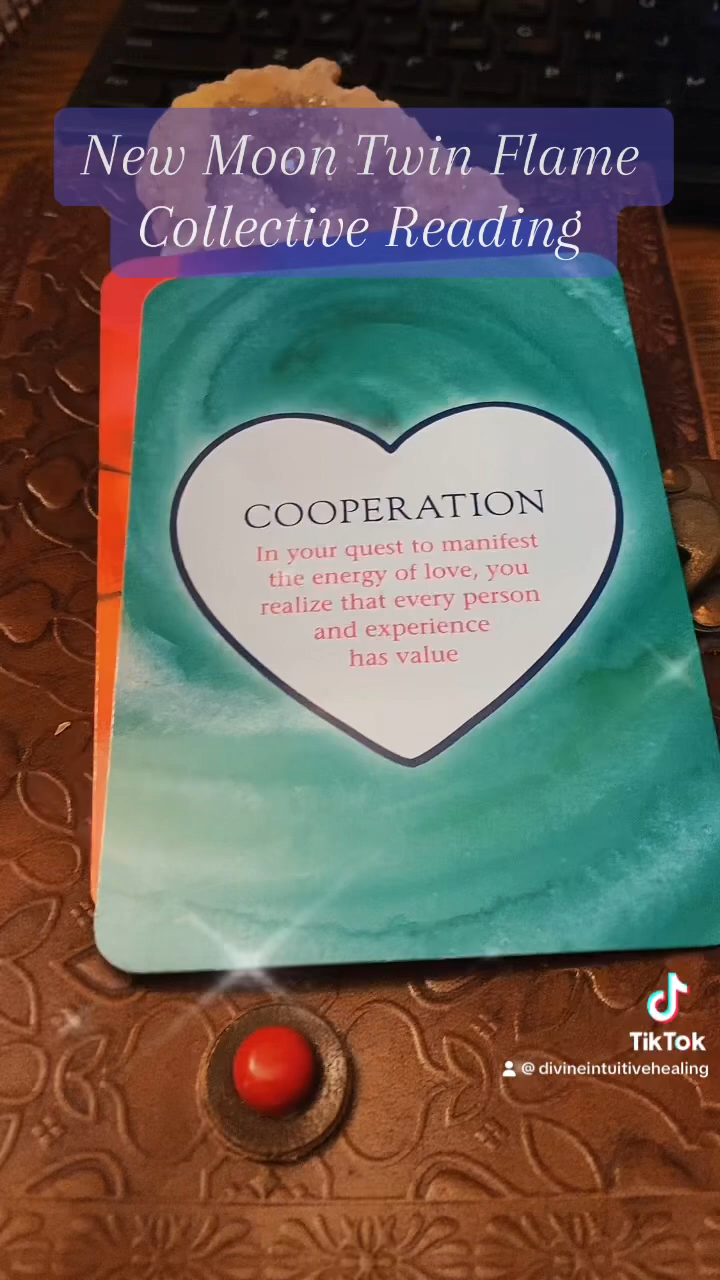 New Moon Twin Flame
Collective Reading
COOPERATION
In your quest to manifest
the energy of love, you
realize that every person
and experience
has value
TikTok
@ divineintuitivehealing